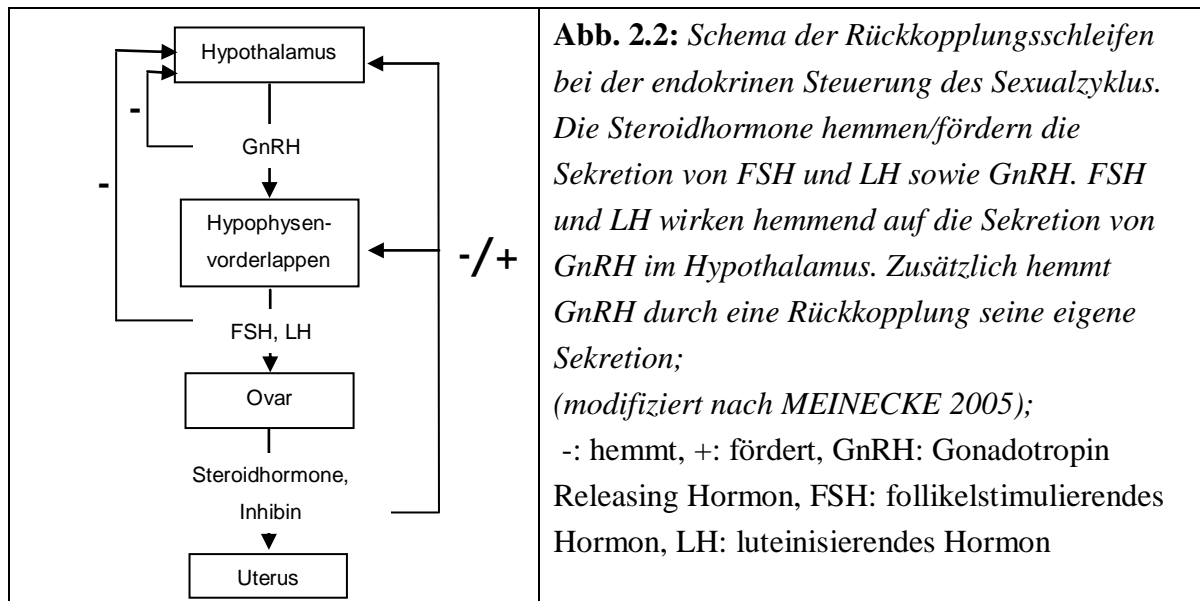 Hypothalamus
-
GnRH
-
Hypophysen-
vorderlappen
-/+
FSH, LH
Ovar
Steroidhormone,
Inhibin
Uterus
Abb. 2.2: Schema der Rückkopplungsschleifen
bei der endokrinen Steuerung des Sexualzyklus.
Die Steroidhormone hemmen/fördern die
Sekretion von FSH und LH sowie GnRH. FSH
und LH wirken hemmend auf die Sekretion von
GnRH im Hypothalamus. Zusätzlich hemmt
GnRH durch eine Rückkopplung seine eigene
Sekretion;
(modifiziert nach MEINECKE 2005);
-: hemmt, +: fördert, GnRH: Gonadotropin
Releasing Hormon, FSH: follikelstimulierendes
Hormon, LH: luteinisierendes Hormon